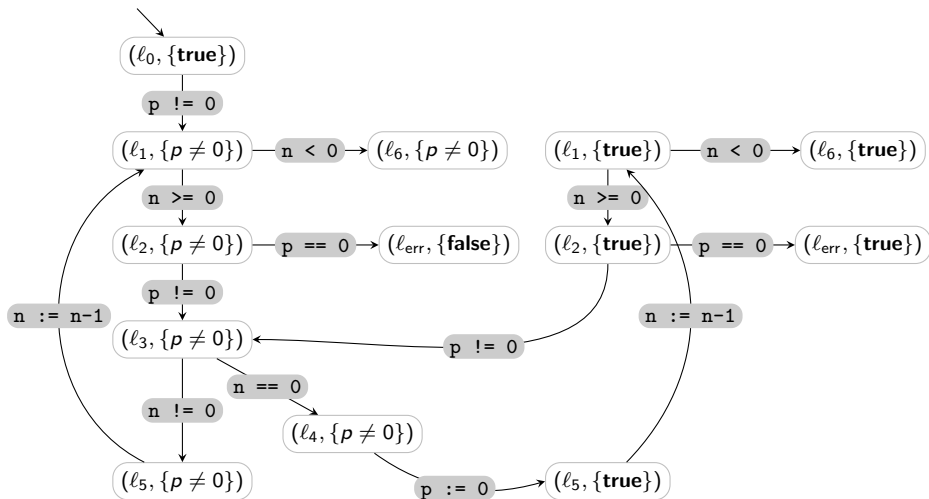 (ℓ0, {true})
p != 0
(ℓ1, {p ≠ 0}) n < 0 (ℓ6, {p ≠ 0}) (ℓ1, {true}) n < 0 (ℓ6, {true})
n >= 0 n >= 0
(ℓ2, {p ≠ 0}) p == 0 (ℓerr, {false}) (ℓ2, {true}) p == 0 (ℓerr, {true})
p != 0
n := n-1 n := n-1
(ℓ3, {p ≠ 0}) p != 0
n == 0
n != 0
(ℓ4, {p ≠ 0})
(ℓ5, {p ≠ 0}) p := 0 (ℓ5, {true})